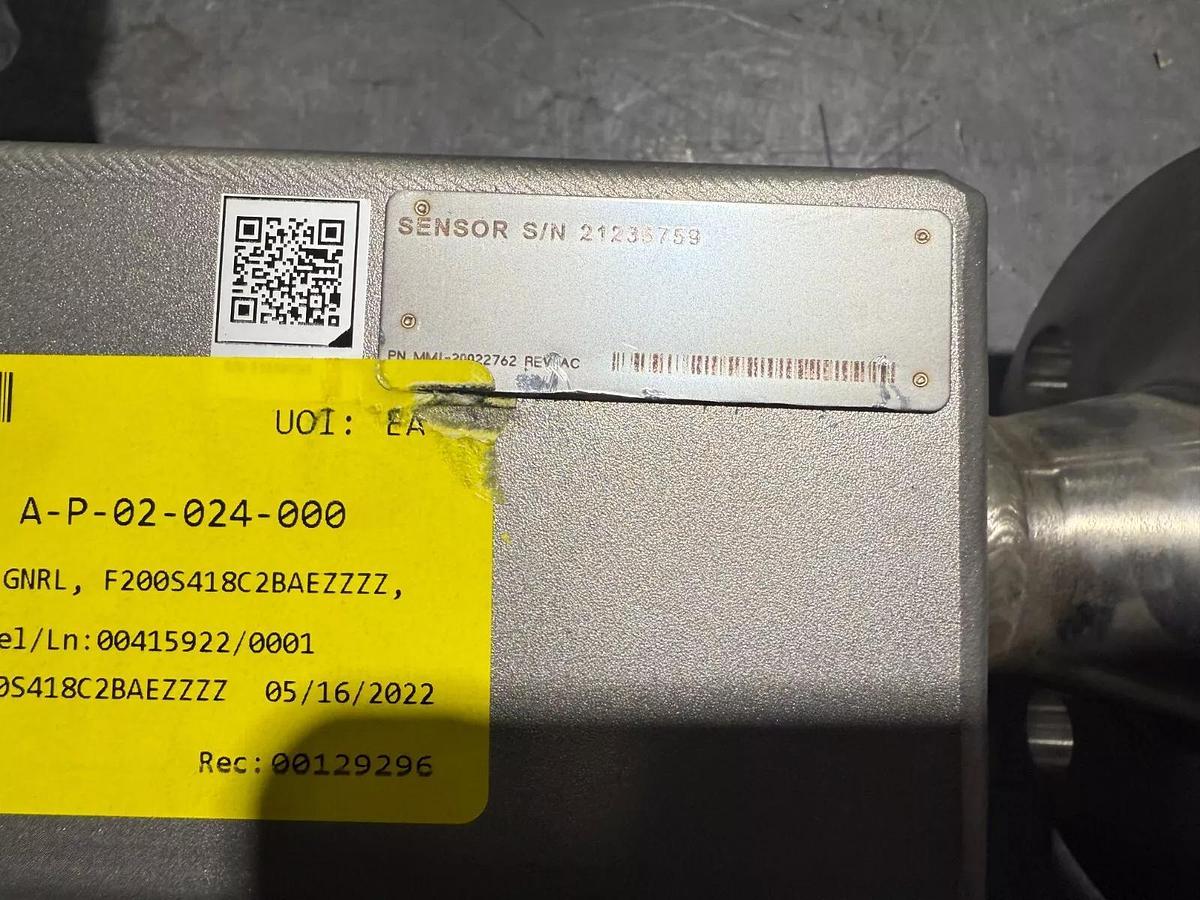 SENSOR S/N 21235759
PN MMI-20022762 REV AC
UOI: EA
A-P-02-024-000
GNRL, F200S418C2BAEZZZZ,
el/Ln:00415922/0001
0S418C2BAEZZZZ 05/16/2022
Rec:00129296